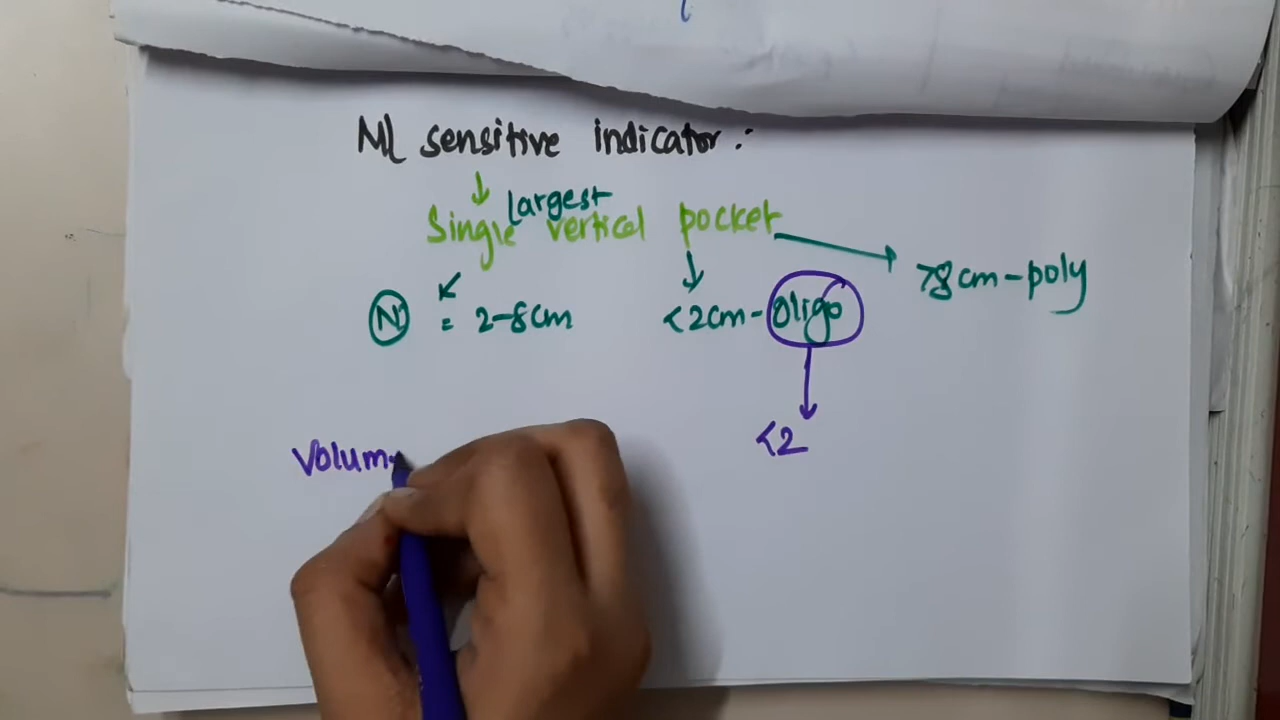 Ml sensitive indicator :
largest
Single vertical pocket
>8cm-poly
N = 2-8cm
<2cm-oligo
<2
Volum